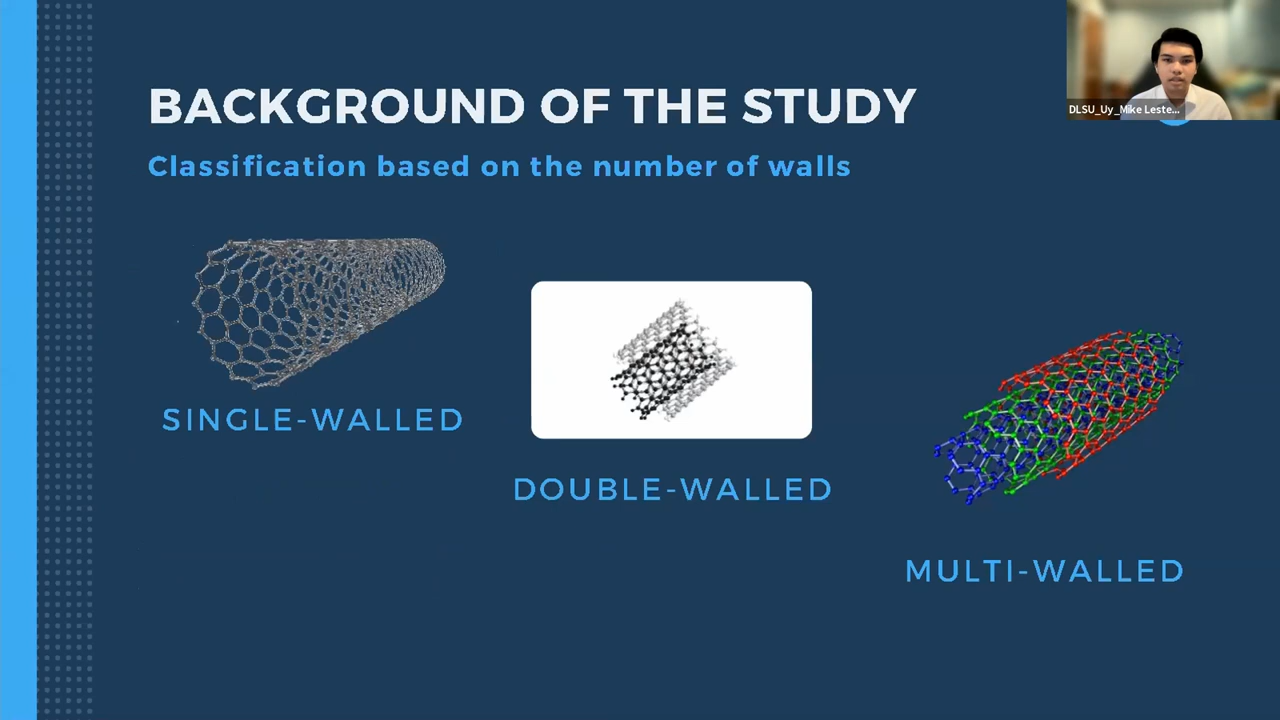 BACKGROUND OF THE STUDY
DLSU_Uy_Mike Leste...
Classification based on the number of walls
SINGLE-WALLED
DOUBLE-WALLED
MULTI-WALLED